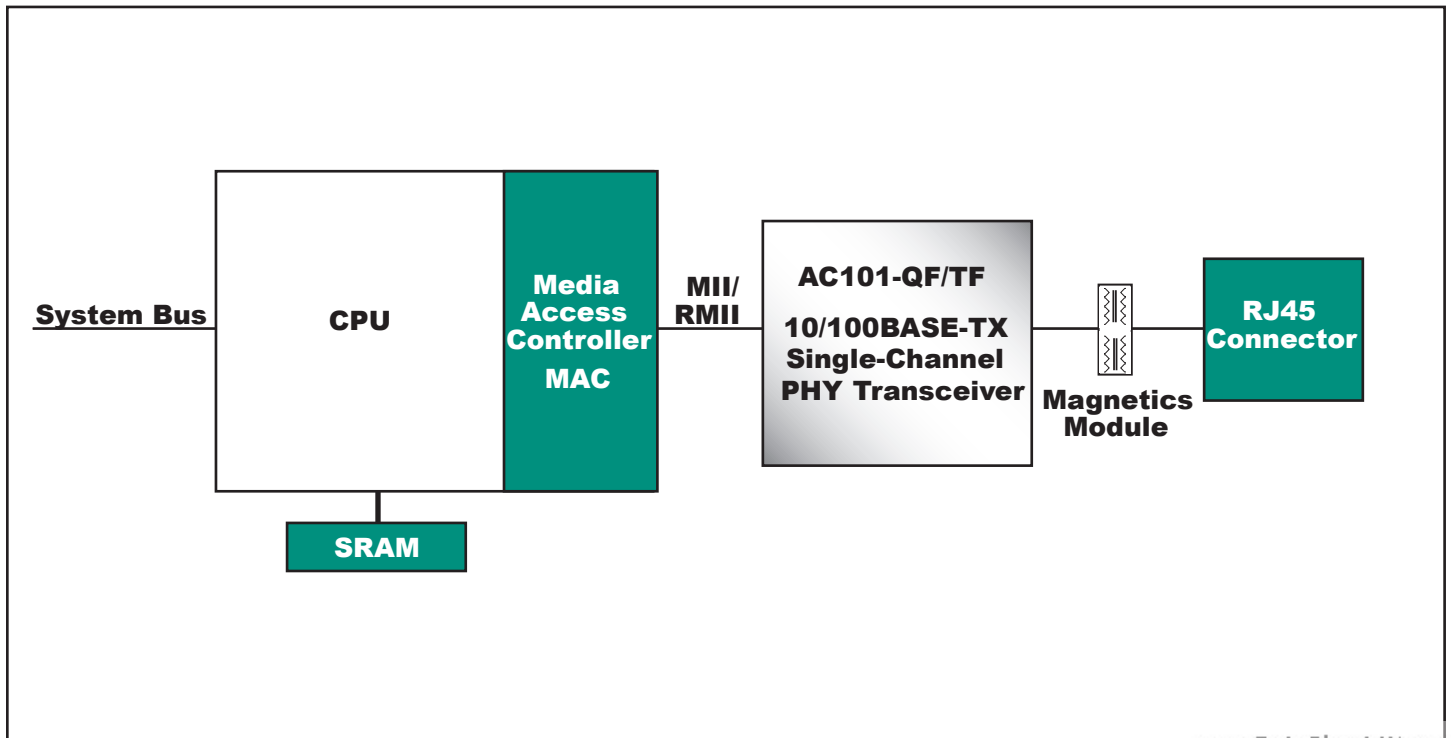 System Bus
CPU
Media
Access
Controller
MAC
MII/
RMII
AC101-QF/TF
10/100BASE-TX
Single-Channel
PHY Transceiver
Magnetics
Module
RJ45
Connector
SRAM